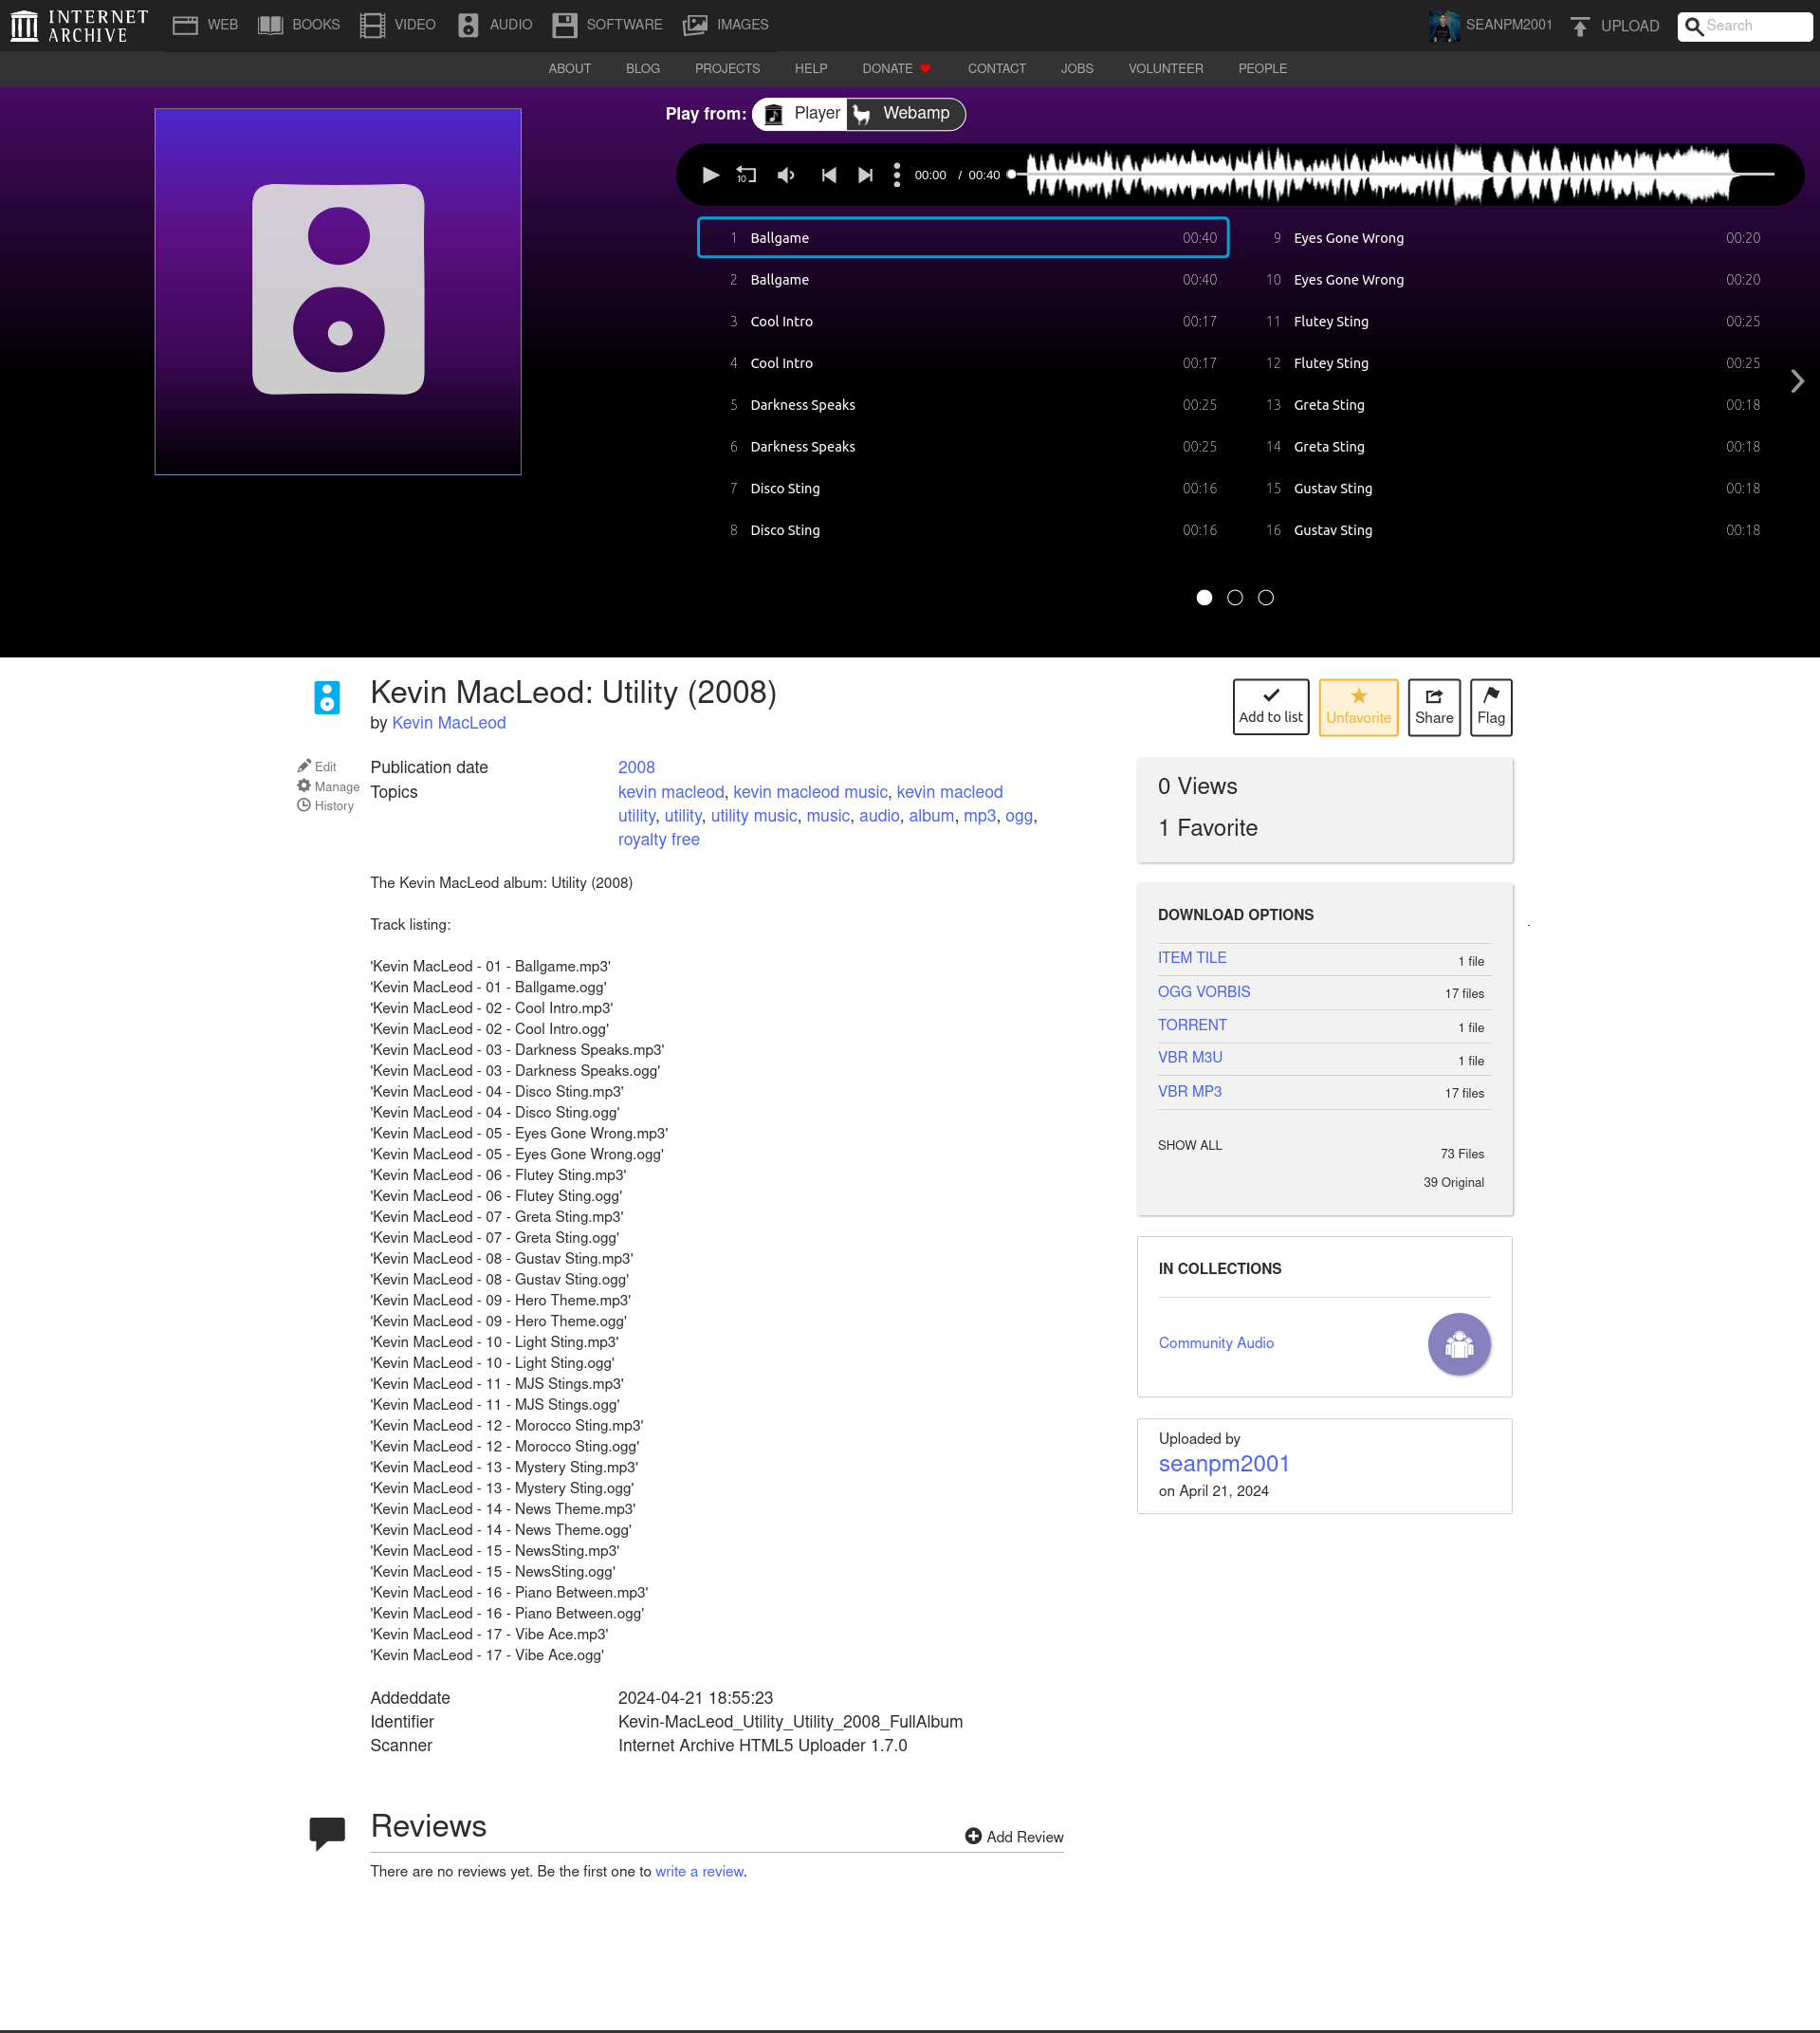 INTERNET ARCHIVE
WEB BOOKS VIDEO AUDIO SOFTWARE IMAGES SEANPM2001 UPLOAD Search
ABOUT BLOG PROJECTS HELP DONATE CONTACT JOBS VOLUNTEER PEOPLE
Play from: Player Webamp
10 00:00 / 00:40
1 Ballgame 00:40
2 Ballgame 00:40
3 Cool Intro 00:17
4 Cool Intro 00:17
5 Darkness Speaks 00:25
6 Darkness Speaks 00:25
7 Disco Sting 00:16
8 Disco Sting 00:16
9 Eyes Gone Wrong 00:20
10 Eyes Gone Wrong 00:20
11 Flutey Sting 00:25
12 Flutey Sting 00:25
13 Greta Sting 00:18
14 Greta Sting 00:18
15 Gustav Sting 00:18
16 Gustav Sting 00:18
Kevin MacLeod: Utility (2008)
by Kevin MacLeod
Add to list Unfavorite Share Flag
Edit
Manage
History
Publication date 2008
Topics kevin macleod, kevin macleod music, kevin macleod
utility, utility, utility music, music, audio, album, mp3, ogg,
royalty free
The Kevin MacLeod album: Utility (2008)
Track listing:
'Kevin MacLeod - 01 - Ballgame.mp3'
'Kevin MacLeod - 01 - Ballgame.ogg'
'Kevin MacLeod - 02 - Cool Intro.mp3'
'Kevin MacLeod - 02 - Cool Intro.ogg'
'Kevin MacLeod - 03 - Darkness Speaks.mp3'
'Kevin MacLeod - 03 - Darkness Speaks.ogg'
'Kevin MacLeod - 04 - Disco Sting.mp3'
'Kevin MacLeod - 04 - Disco Sting.ogg'
'Kevin MacLeod - 05 - Eyes Gone Wrong.mp3'
'Kevin MacLeod - 05 - Eyes Gone Wrong.ogg'
'Kevin MacLeod - 06 - Flutey Sting.mp3'
'Kevin MacLeod - 06 - Flutey Sting.ogg'
'Kevin MacLeod - 07 - Greta Sting.mp3'
'Kevin MacLeod - 07 - Greta Sting.ogg'
'Kevin MacLeod - 08 - Gustav Sting.mp3'
'Kevin MacLeod - 08 - Gustav Sting.ogg'
'Kevin MacLeod - 09 - Hero Theme.mp3'
'Kevin MacLeod - 09 - Hero Theme.ogg'
'Kevin MacLeod - 10 - Light Sting.mp3'
'Kevin MacLeod - 10 - Light Sting.ogg'
'Kevin MacLeod - 11 - MJS Stings.mp3'
'Kevin MacLeod - 11 - MJS Stings.ogg'
'Kevin MacLeod - 12 - Morocco Sting.mp3'
'Kevin MacLeod - 12 - Morocco Sting.ogg'
'Kevin MacLeod - 13 - Mystery Sting.mp3'
'Kevin MacLeod - 13 - Mystery Sting.ogg'
'Kevin MacLeod - 14 - News Theme.mp3'
'Kevin MacLeod - 14 - News Theme.ogg'
'Kevin MacLeod - 15 - NewsSting.mp3'
'Kevin MacLeod - 15 - NewsSting.ogg'
'Kevin MacLeod - 16 - Piano Between.mp3'
'Kevin MacLeod - 16 - Piano Between.ogg'
'Kevin MacLeod - 17 - Vibe Ace.mp3'
'Kevin MacLeod - 17 - Vibe Ace.ogg'
Addeddate 2024-04-21 18:55:23
Identifier Kevin-MacLeod_Utility_Utility_2008_FullAlbum
Scanner Internet Archive HTML5 Uploader 1.7.0
0 Views
1 Favorite
DOWNLOAD OPTIONS
ITEM TILE 1 file
OGG VORBIS 17 files
TORRENT 1 file
VBR M3U 1 file
VBR MP3 17 files
SHOW ALL 73 Files
39 Original
IN COLLECTIONS
Community Audio
Uploaded by
seanpm2001
on April 21, 2024
Reviews
Add Review
There are no reviews yet. Be the first one to write a review.